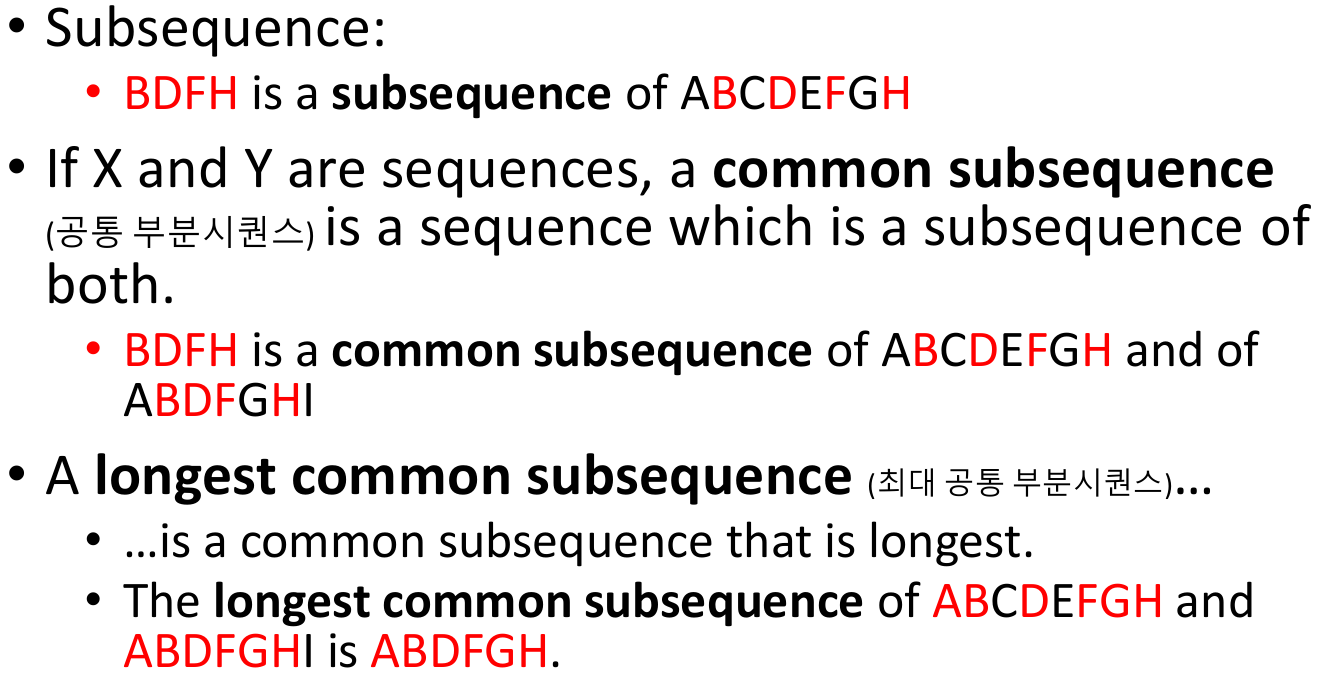 • Subsequence:
• BDFH is a subsequence of ABCDEFGH
• If X and Y are sequences, a common subsequence
(공통 부분시퀀스) is a sequence which is a subsequence of
both.
• BDFH is a common subsequence of ABCDEFGH and of
ABDFGHI
• A longest common subsequence (최대 공통 부분시퀀스)...
• …is a common subsequence that is longest.
• The longest common subsequence of ABCDEFGH and
ABDFGHI is ABDFGH.